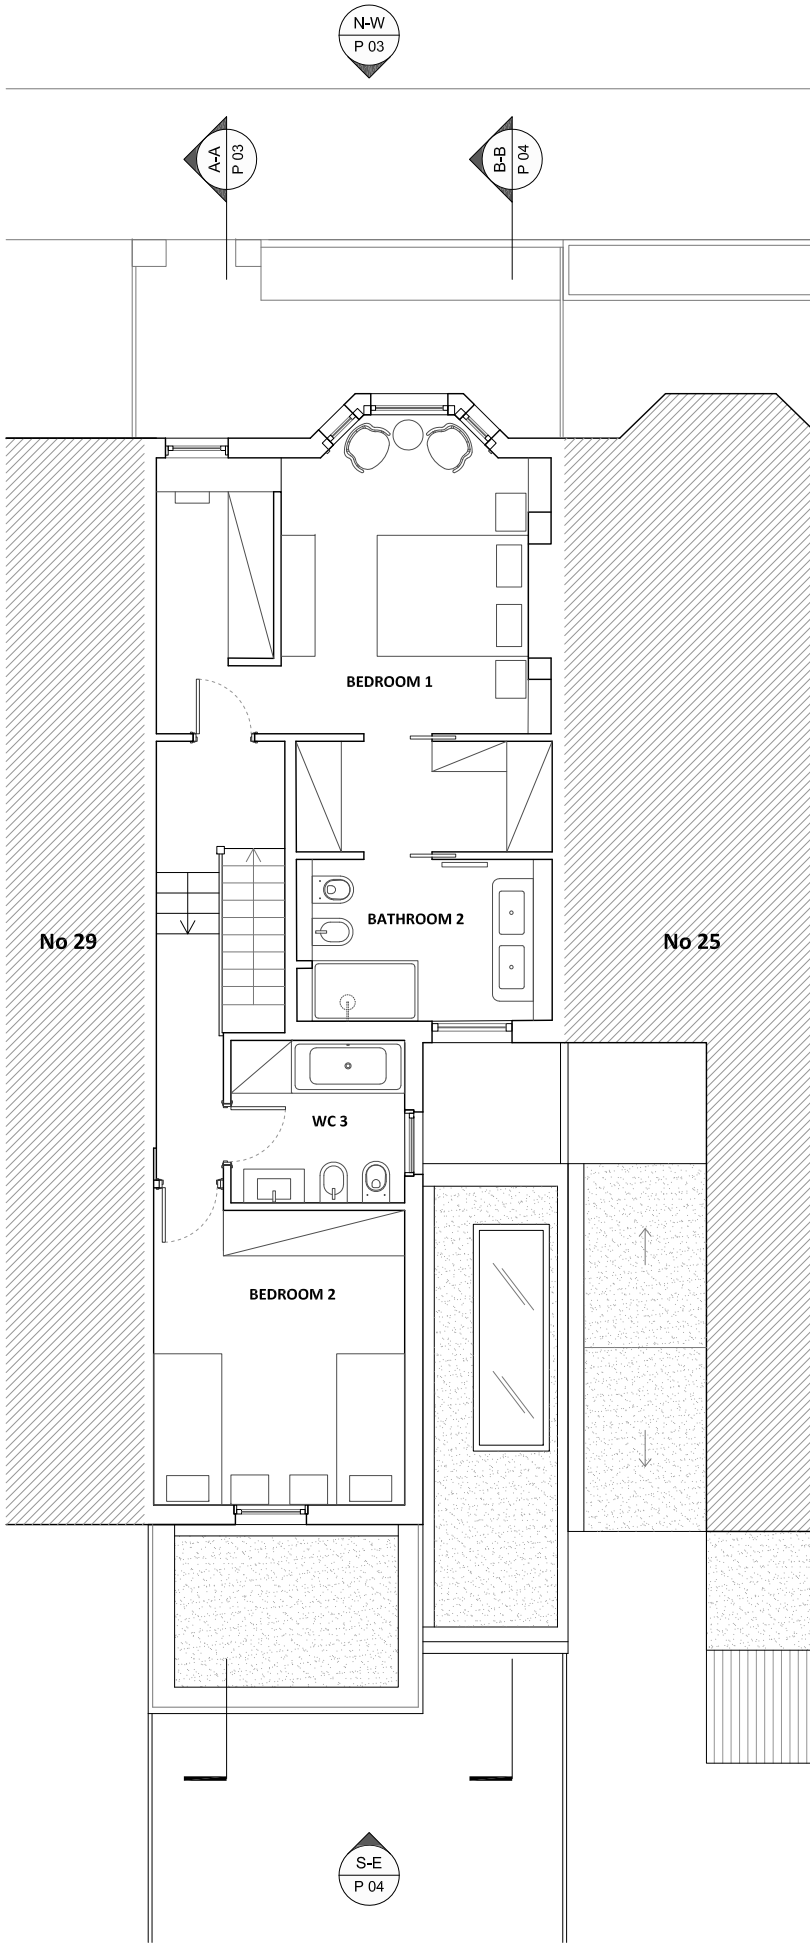 N-W
P 03
A-A
P 03
B-B
P 04
BEDROOM 1
BATHROOM 2
No 29
No 25
WC 3
BEDROOM 2
S-E
P 04